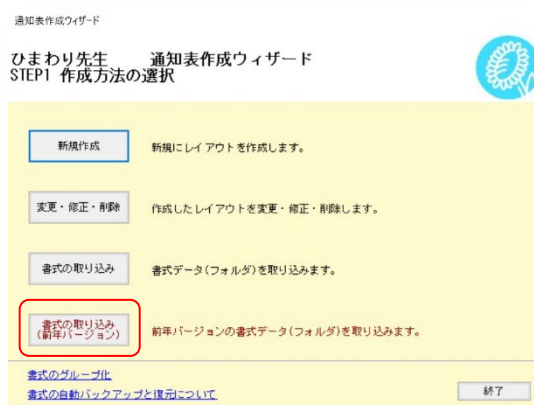 通知表作成ウィザード
ひまわり先生 通知表作成ウィザード
STEP1 作成方法の選択
新規作成 新規にレイアウトを作成します。
変更・修正・削除 作成したレイアウトを変更・修正・削除します。
書式の取り込み 書式データ(フォルダ)を取り込みます。
書式の取り込み
(前年バージョン) 前年バージョンの書式データ(フォルダ)を取り込みます。
書式のグループ化
書式の自動バックアップと復元について 終了